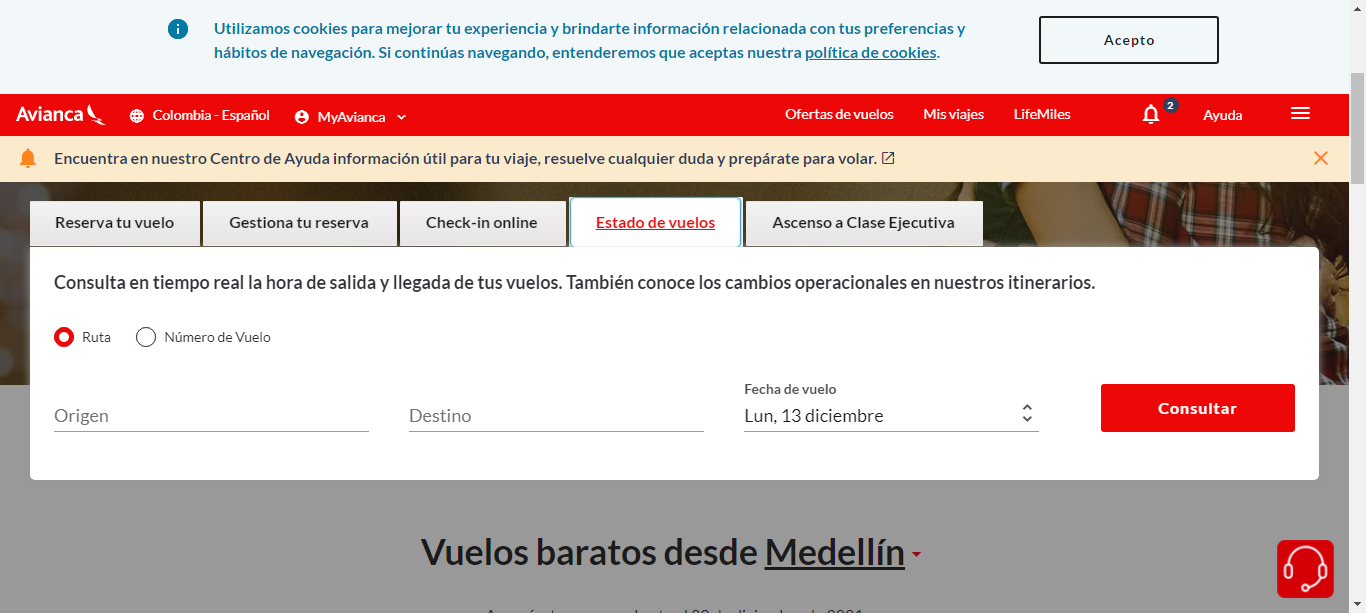 Utilizamos cookies para mejorar tu experiencia y brindarte información relacionada con tus preferencias y
hábitos de navegación. Si continúas navegando, entenderemos que aceptas nuestra política de cookies.
Acepto
Avianca
Colombia - Español
MyAvianca
Ofertas de vuelos
Mis viajes
LifeMiles
2
Ayuda
Encuentra en nuestro Centro de Ayuda información útil para tu viaje, resuelve cualquier duda y prepárate para volar.
Reserva tu vuelo
Gestiona tu reserva
Check-in online
Estado de vuelos
Ascenso a Clase Ejecutiva
Consulta en tiempo real la hora de salida y llegada de tus vuelos. También conoce los cambios operacionales en nuestros itinerarios.
Ruta
Número de Vuelo
Origen
Destino
Fecha de vuelo
Lun, 13 diciembre
Consultar
Vuelos baratos desde Medellín